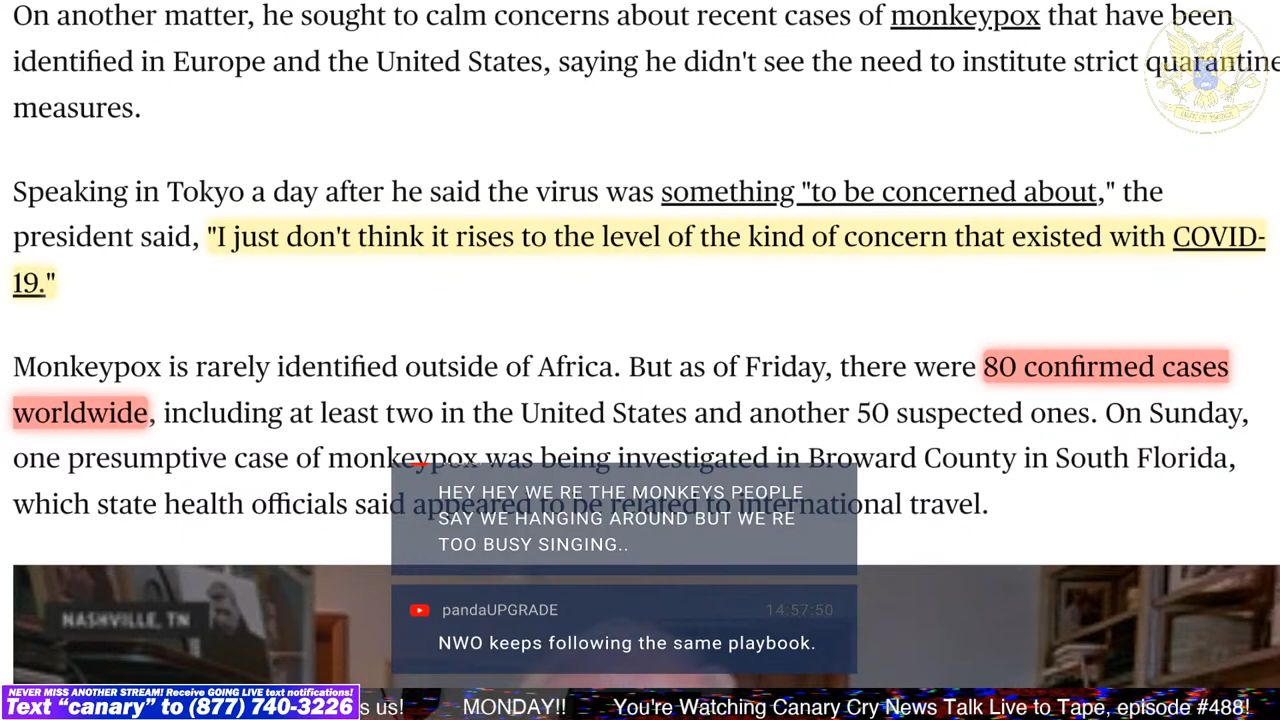 On another matter, he sought to calm concerns about recent cases of monkeypox that have been
identified in Europe and the United States, saying he didn't see the need to institute strict quarantine
measures.
Speaking in Tokyo a day after he said the virus was something "to be concerned about," the
president said, "I just don't think it rises to the level of the kind of concern that existed with COVID-
19."
Monkeypox is rarely identified outside of Africa. But as of Friday, there were 80 confirmed cases
worldwide, including at least two in the United States and another 50 suspected ones. On Sunday,
one presumptive case of monkeypox was being investigated in Broward County in South Florida,
which state health officials said appeared to be related to international travel.
HEY HEY WE RE THE MONKEYS PEOPLE
SAY WE HANGING AROUND BUT WE RE
TOO BUSY SINGING..
NASHVILLE, TN
pandaUPGRADE 14:57:50
NWO keeps following the same playbook.
NEVER MISS ANOTHER STREAM! Receive GOING LIVE text notifications!
Text “canary” to (877) 740-3226
s us! MONDAY!! You're Watching Canary Cry News Talk Live to Tape, episode #488!